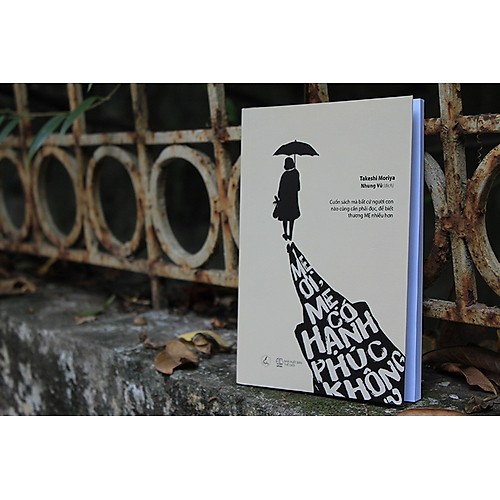 Takeshi Moriya
Nhung Vũ (dịch)
Cuốn sách mà bất cứ người con
nào cũng cần phải đọc, để biết
thương MẸ nhiều hơn
MẸ
ƠI,
MẸ
CÓ
HẠNH
PHÚC
KHÔNG?